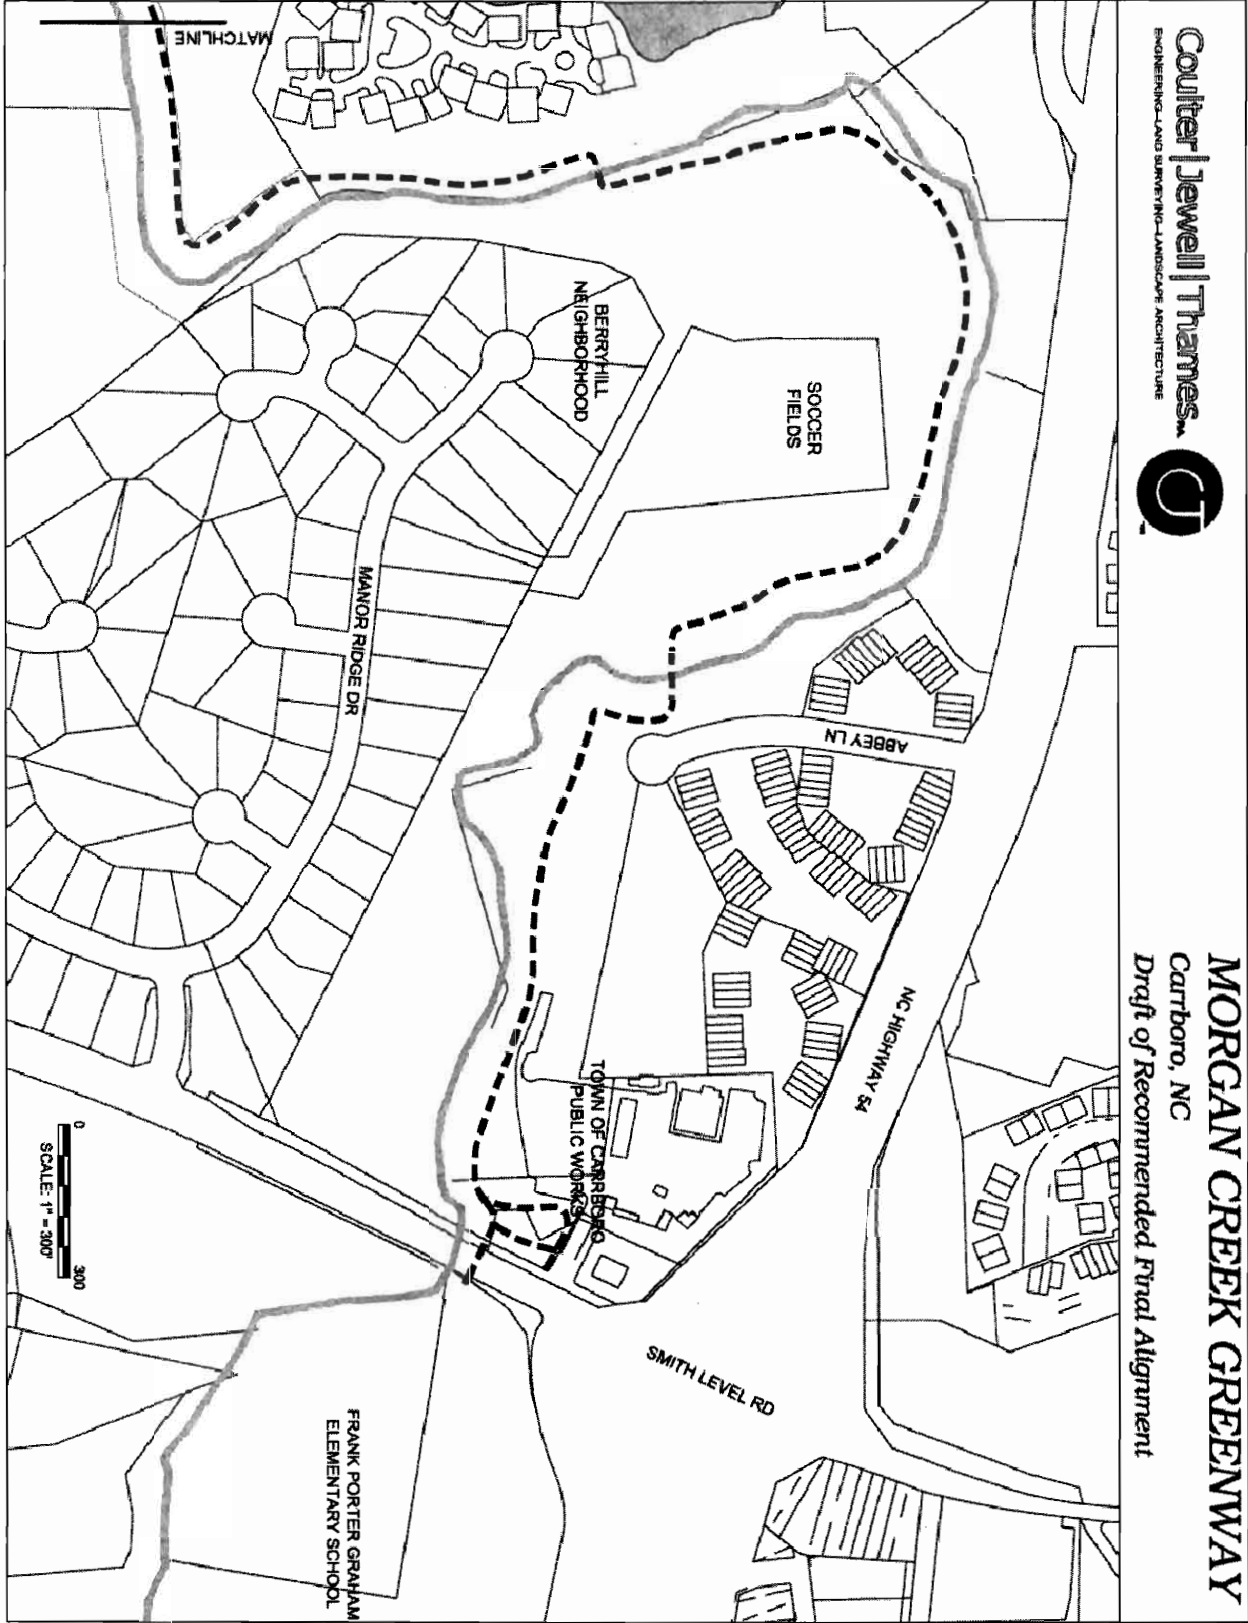 MORGAN CREEK GREENWAY
Carrboro, NC
Draft of Recommended Final Alignment
Coulter|Jewell|Thames PA
ENGINEERING—LAND SURVEYING—LANDSCAPE ARCHITECTURE
CJT
MATCHLINE
BERRYHILL
NEIGHBORHOOD
SOCCER
FIELDS
MANOR RIDGE DR
ABBEY LN
NC HIGHWAY 54
TOWN OF CARRBORO
PUBLIC WORKS
SMITH LEVEL RD
FRANK PORTER GRAHAM
ELEMENTARY SCHOOL
0 300
SCALE: 1" = 300'